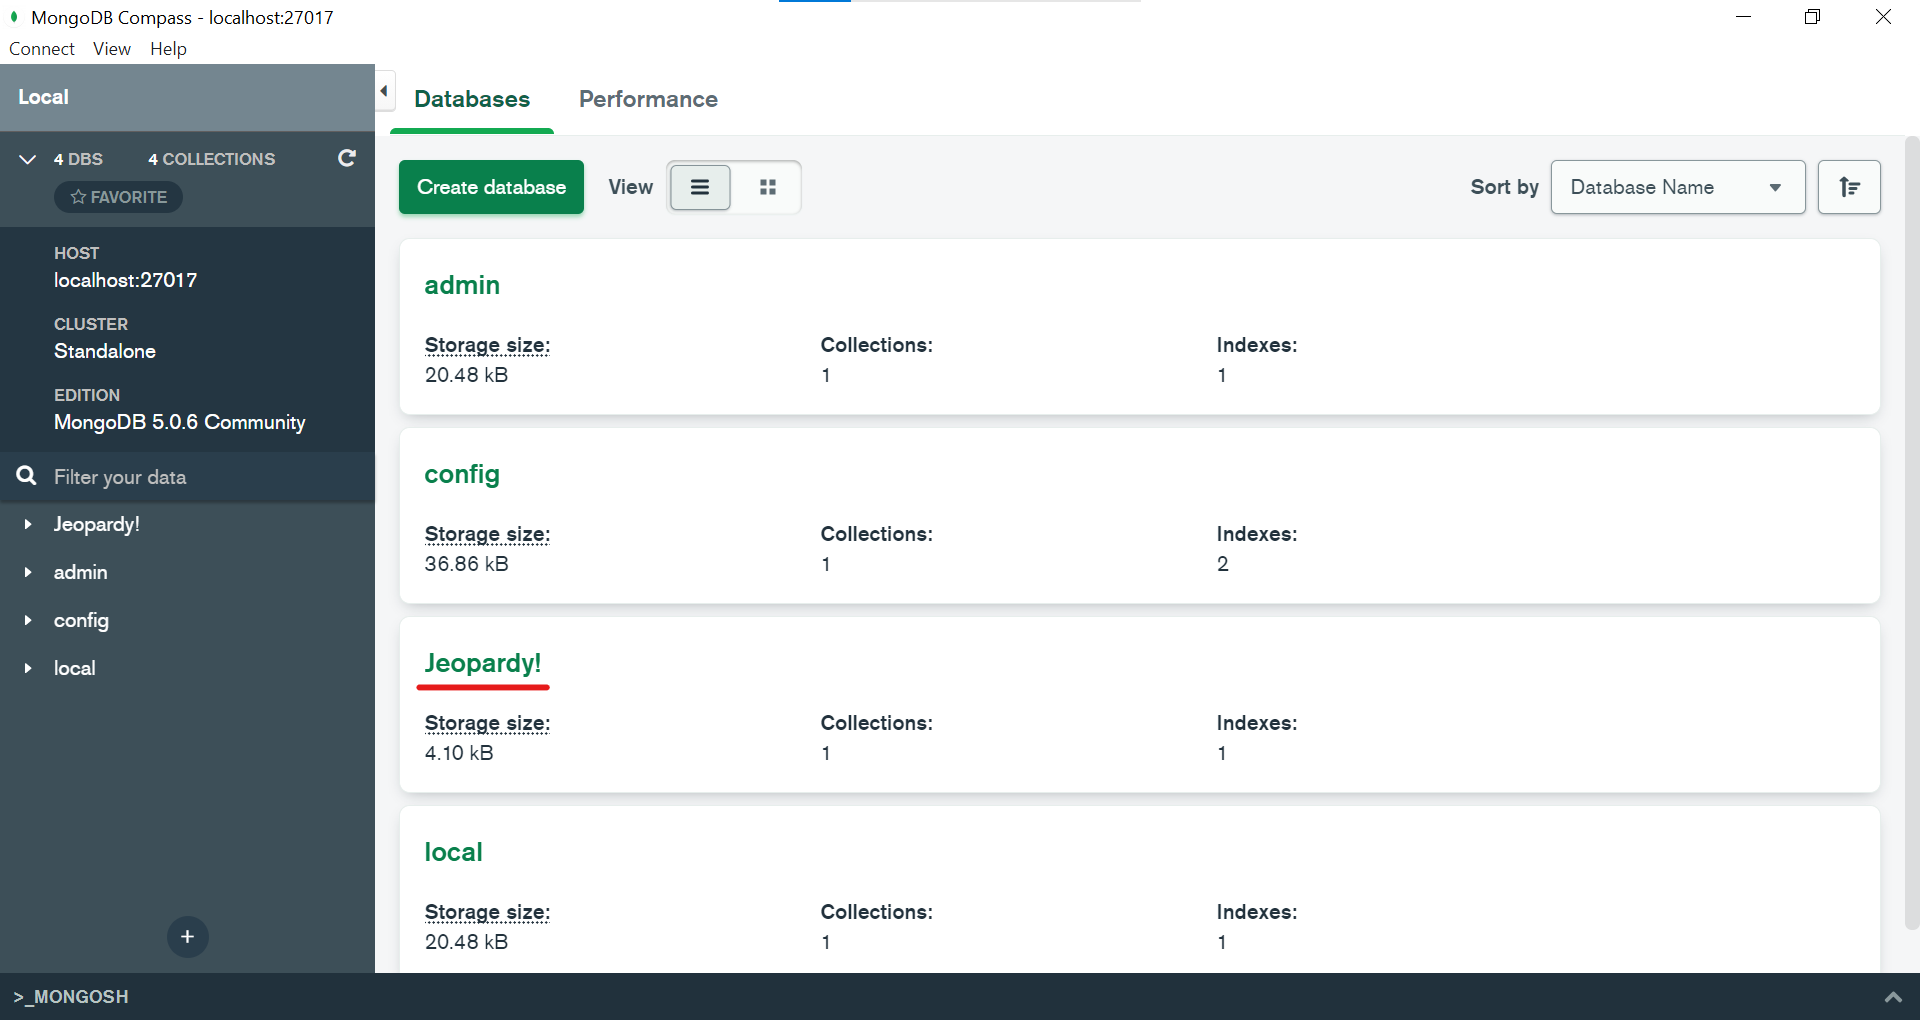 MongoDB Compass - localhost:27017
Connect View Help
Local
4 DBS 4 COLLECTIONS
FAVORITE
HOST
localhost:27017
CLUSTER
Standalone
EDITION
MongoDB 5.0.6 Community
Filter your data
Jeopardy!
admin
config
local
Databases Performance
Create database View Sort by Database Name
admin
Storage size: Collections: Indexes:
20.48 kB 1 1
config
Storage size: Collections: Indexes:
36.86 kB 1 2
Jeopardy!
Storage size: Collections: Indexes:
4.10 kB 1 1
local
Storage size: Collections: Indexes:
20.48 kB 1 1
>_MONGOSH